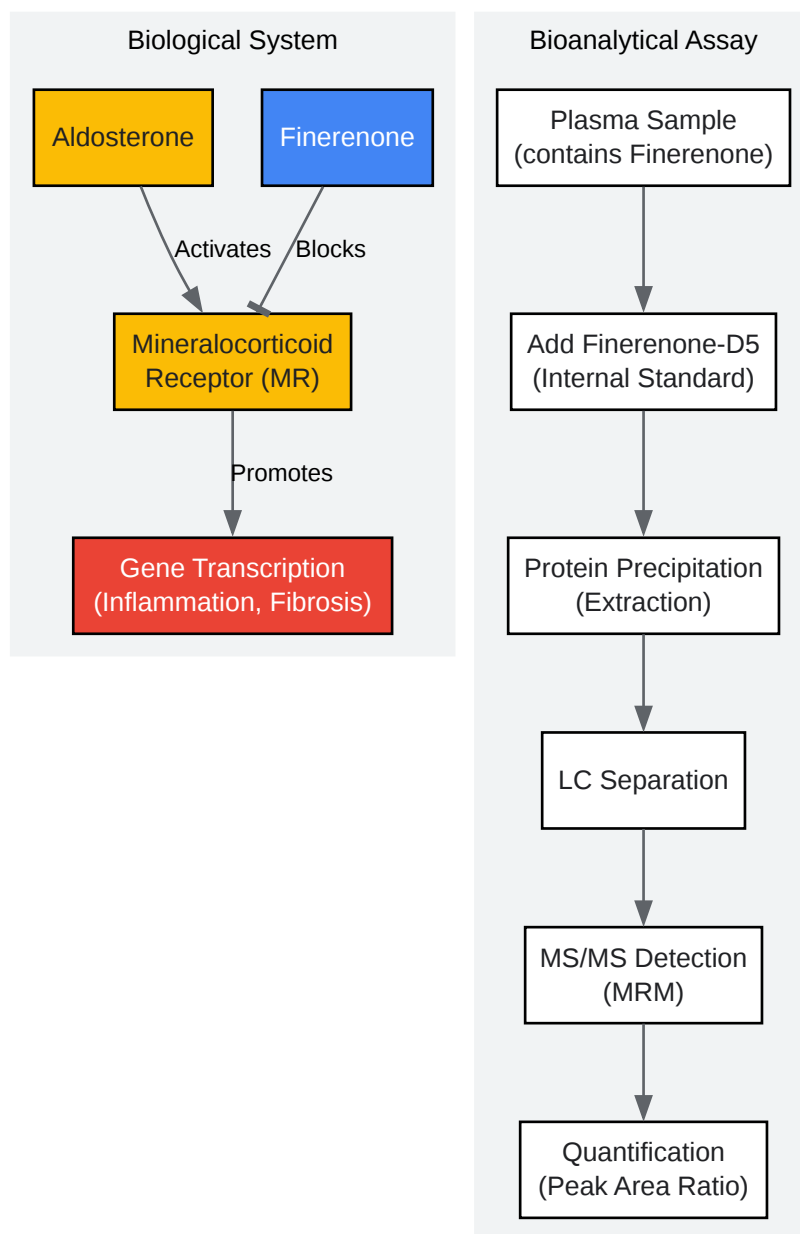 Biological System
Aldosterone
Finerenone
Activates
Blocks
Mineralocorticoid
Receptor (MR)
Promotes
Gene Transcription
(Inflammation, Fibrosis)
Bioanalytical Assay
Plasma Sample
(contains Finerenone)
Add Finerenone-D5
(Internal Standard)
Protein Precipitation
(Extraction)
LC Separation
MS/MS Detection
(MRM)
Quantification
(Peak Area Ratio)